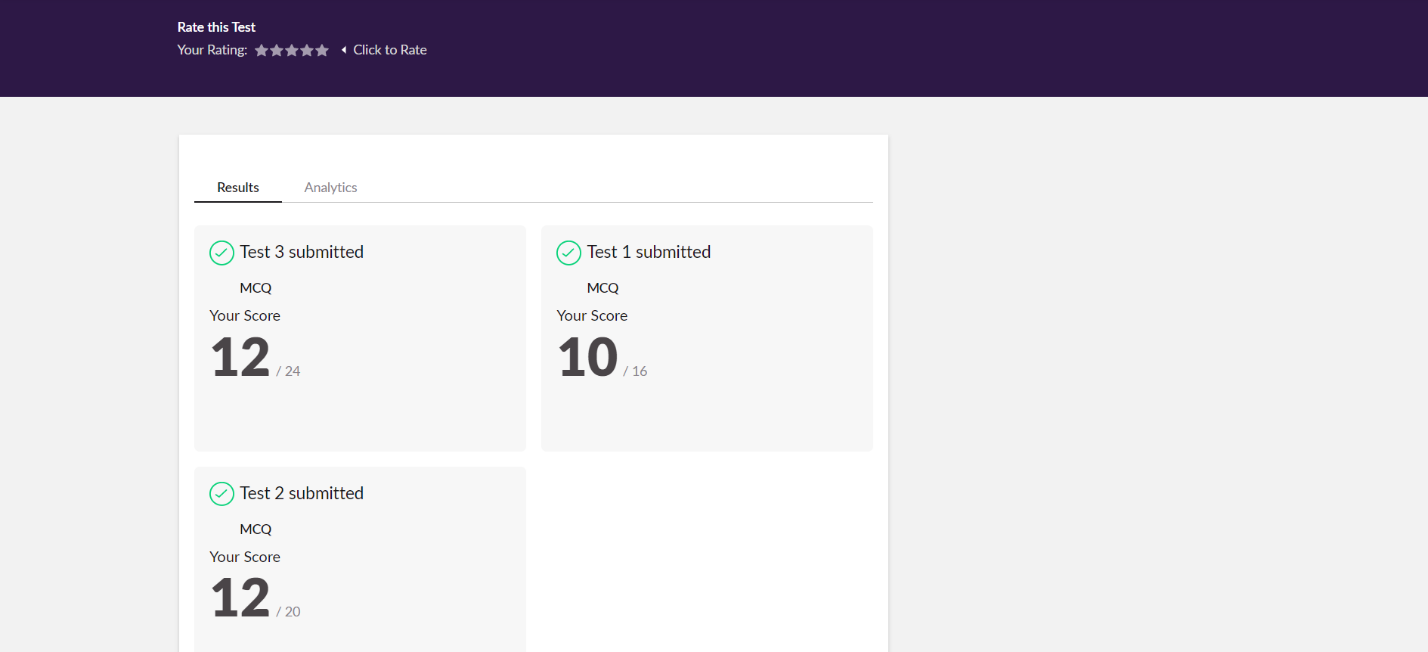 Rate this Test
Your Rating: Click to Rate
Results Analytics
Test 3 submitted
MCQ
Your Score
12 / 24
Test 1 submitted
MCQ
Your Score
10 / 16
Test 2 submitted
MCQ
Your Score
12 / 20